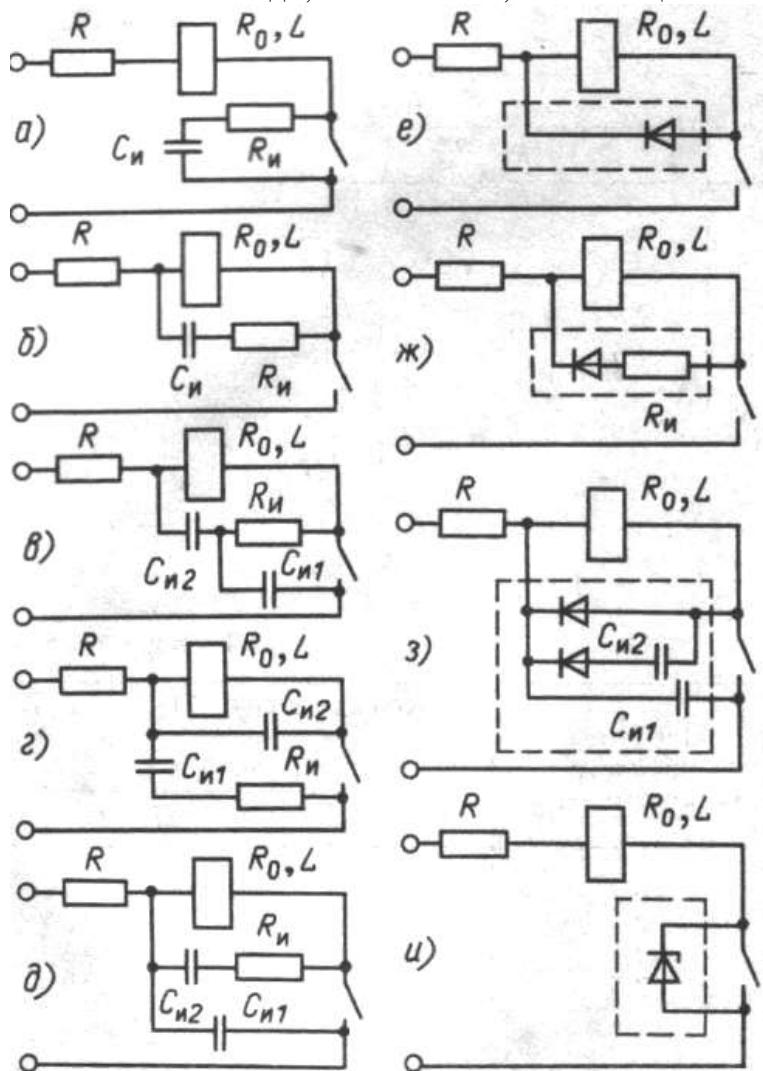 R R₀, L
а) Cи Rи
R R₀, L
б) Cи Rи
R R₀, L
в) Rи
Cи2 Cи1
R R₀, L
г) Cи2
Cи1 Rи
R R₀, L
д) Rи
Cи2 Cи1
R R₀, L
е)
R R₀, L
ж)
Rи
R R₀, L
з) Cи2
Cи1
R R₀, L
и)